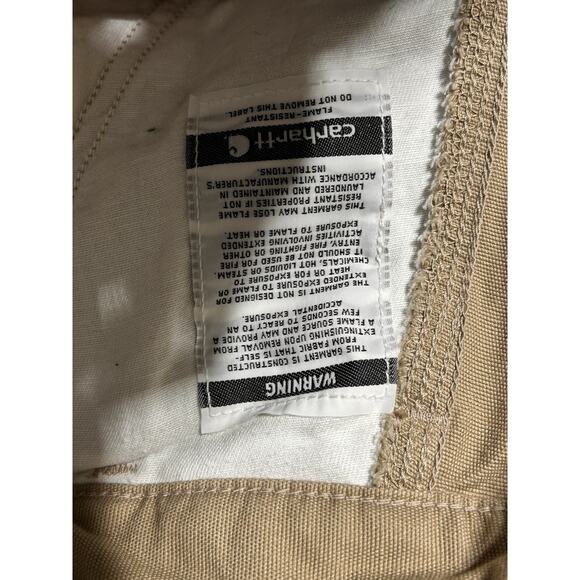 WARNING
THIS GARMENT IS CONSTRUCTED
FROM FABRIC THAT IS SELF-
EXTINGUISHING UPON REMOVAL FROM
A FLAME SOURCE AND MAY PROVIDE A
FEW SECONDS TO REACT TO AN
ACCIDENTAL EXPOSURE.
THE GARMENT IS NOT DESIGNED FOR
EXTENDED EXPOSURE TO FLAME OR
HEAT OR FOR EXPOSURE TO
CHEMICALS, HOT LIQUIDS OR STEAM.
IT SHOULD NOT BE USED FOR FIRE
ENTRY, FIRE FIGHTING OR OTHER
ACTIVITIES INVOLVING EXTENDED
EXPOSURE TO FLAME OR HEAT.
THIS GARMENT MAY LOSE FLAME
RESISTANT PROPERTIES IF NOT
LAUNDERED AND MAINTAINED IN
ACCORDANCE WITH MANUFACTURER'S
INSTRUCTIONS.
carhartt
FLAME-RESISTANT
DO NOT REMOVE THIS LABEL